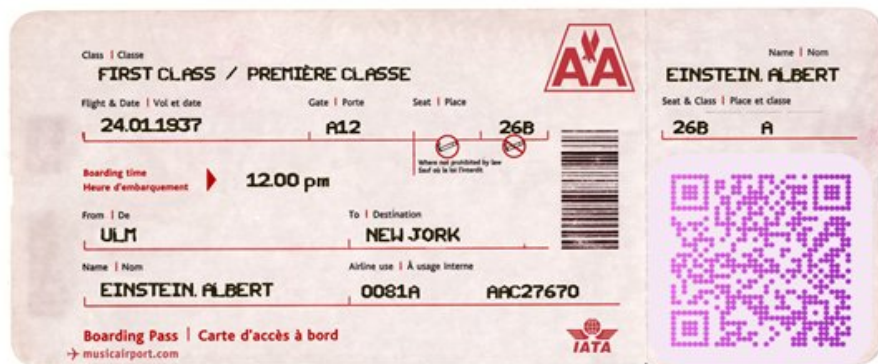 Class | Classe
FIRST CLASS / PREMIÈRE CLASSE
Flight & Date | Vol et date
Gate | Porte
Seat | Place
24.01.1937
A12
26B
Where not prohibited by law
Sauf où la loi l'interdit
Boarding time
Heure d'embarquement
12.00 pm
From | De
To | Destination
ULM
NEW JORK
Name | Nom
Airline use | À usage interne
EINSTEIN. ALBERT
0081A
AAC27670
Boarding Pass | Carte d'accès à bord
musicairport.com
AA
IATA
Name | Nom
EINSTEIN. ALBERT
Seat & Class | Place et classe
26B
A